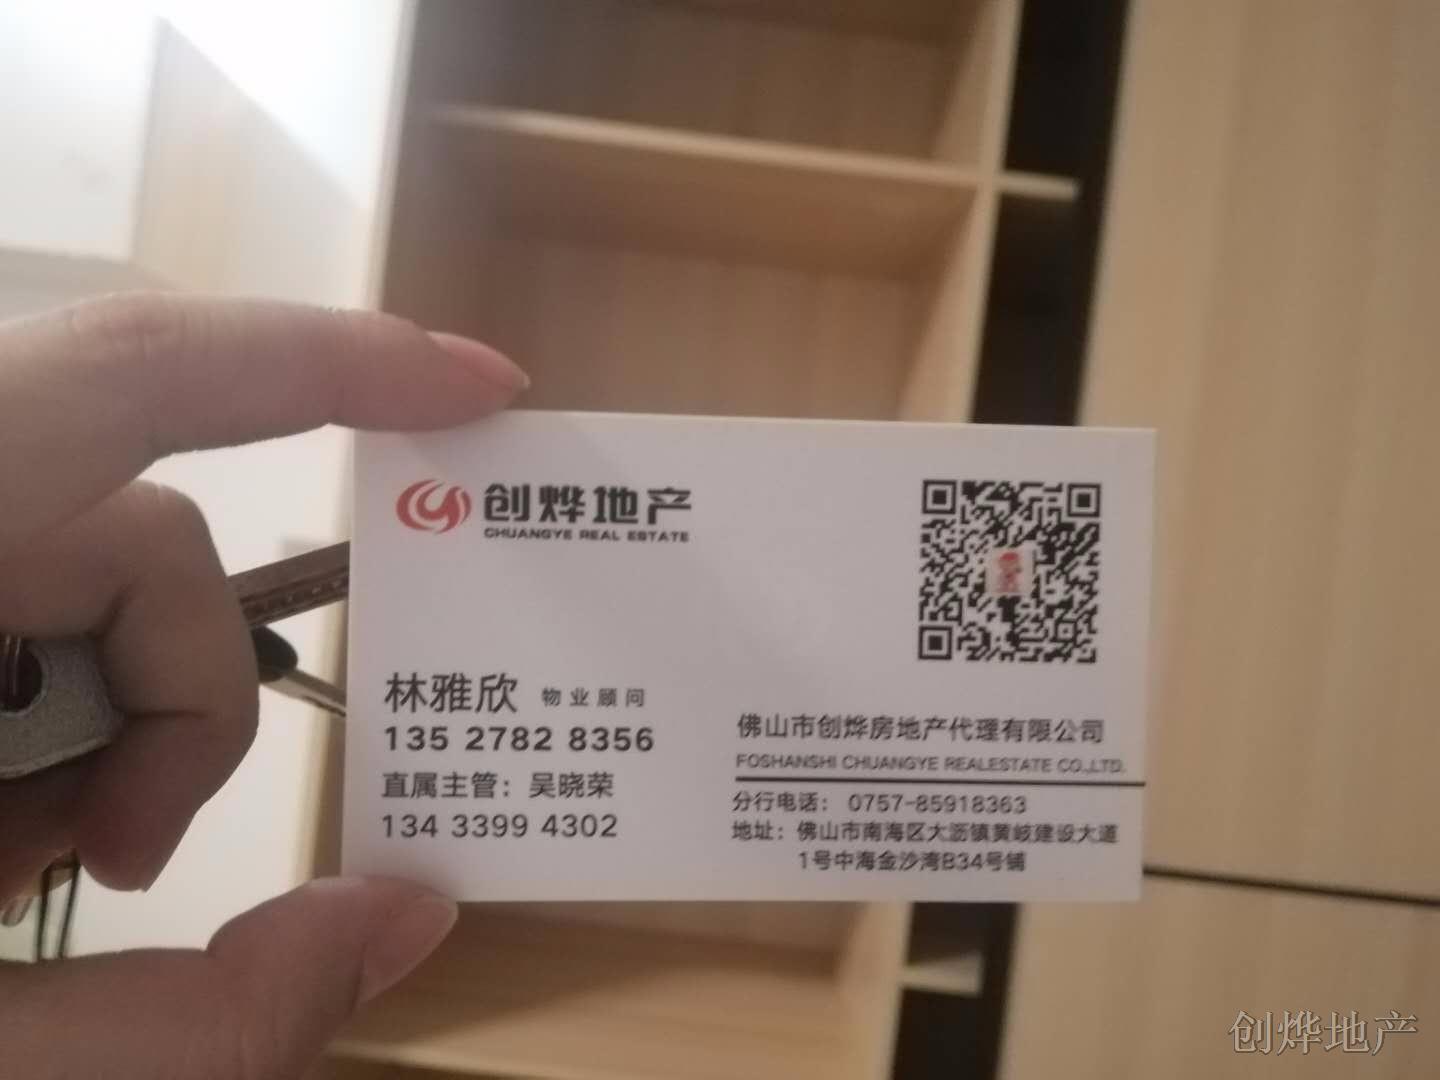 创烨地产
CHUANGYE REAL ESTATE
林雅欣 物业顾问
135 2782 8356
直属主管：吴晓荣
134 3399 4302
佛山市创烨房地产代理有限公司
FOSHANSHI CHUANGYE REALESTATE CO.,LTD.
分行电话： 0757-85918363
地址：佛山市南海区大沥镇黄岐建设大道
1号中海金沙湾B34号铺
创烨地产